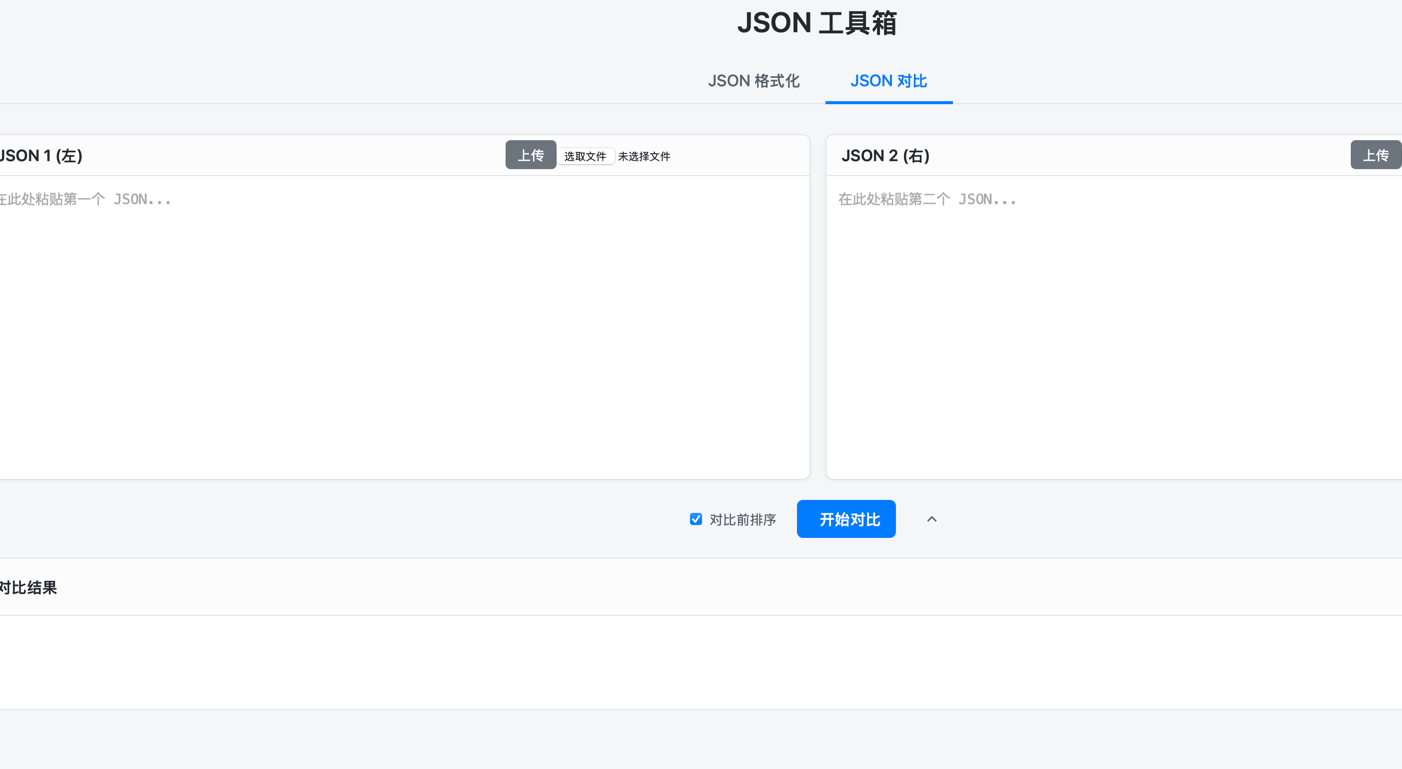 JSON 工具箱
JSON 格式化 JSON 对比
JSON 1 (左) 上传 选取文件 未选择文件 JSON 2 (右) 上传
在此处粘贴第一个 JSON... 在此处粘贴第二个 JSON...
对比前排序 开始对比
对比结果